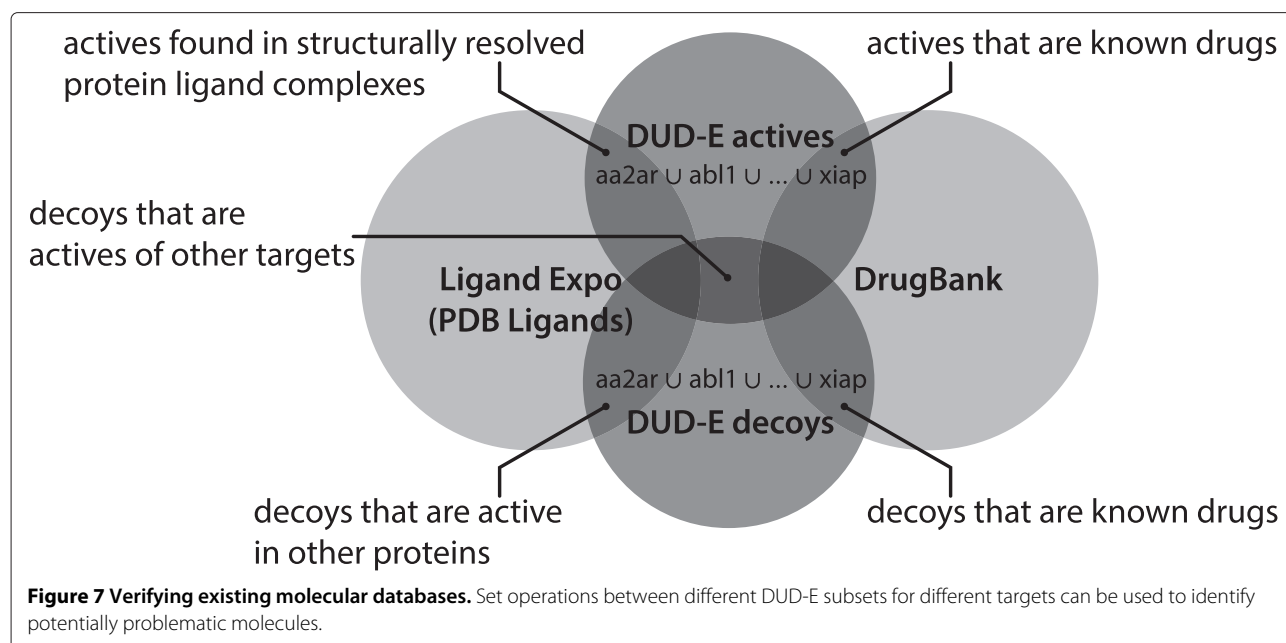 actives found in structurally resolved
protein ligand complexes
actives that are known drugs
DUD-E actives
aa2ar ∪ abl1 ∪ ... ∪ xiap
decoys that are
actives of other targets
Ligand Expo
(PDB Ligands)
DrugBank
aa2ar ∪ abl1 ∪ ... ∪ xiap
DUD-E decoys
decoys that are active
in other proteins
decoys that are known drugs
Figure 7 Verifying existing molecular databases. Set operations between different DUD-E subsets for different targets can be used to identify
potentially problematic molecules.